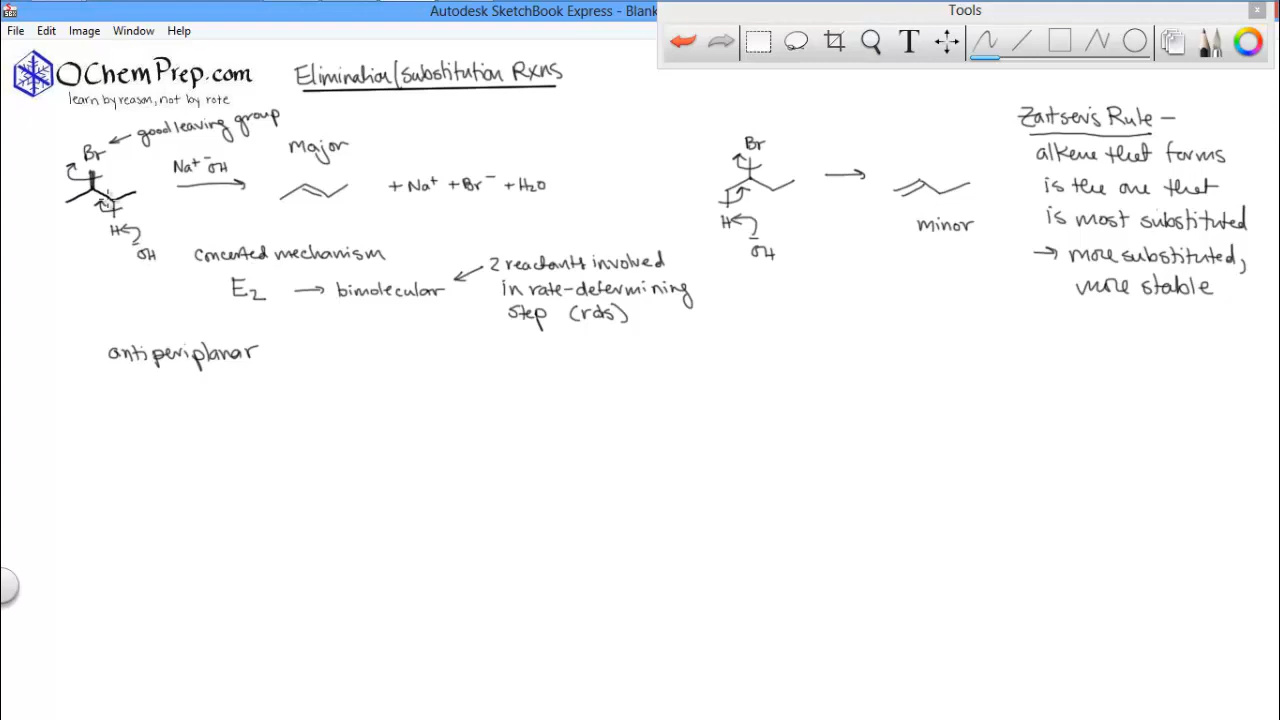 Autodesk SketchBook Express - Blank
Tools
File Edit Image Window Help
OChemPrep.com
learn by reason, not by rote
Elimination/Substitution Rxns
good leaving group
Br
Na⁺ ⁻OH
Major
+ Na⁺ + Br⁻ + H₂O
H
OH
concerted mechanism
E₂ → bimolecular
2 reactants involved
in rate-determining
step (rds)
antiperiplanar
Br
H
OH
minor
Zaitsev's Rule -
alkene that forms
is the one that
is most substituted
→ more substituted,
more stable